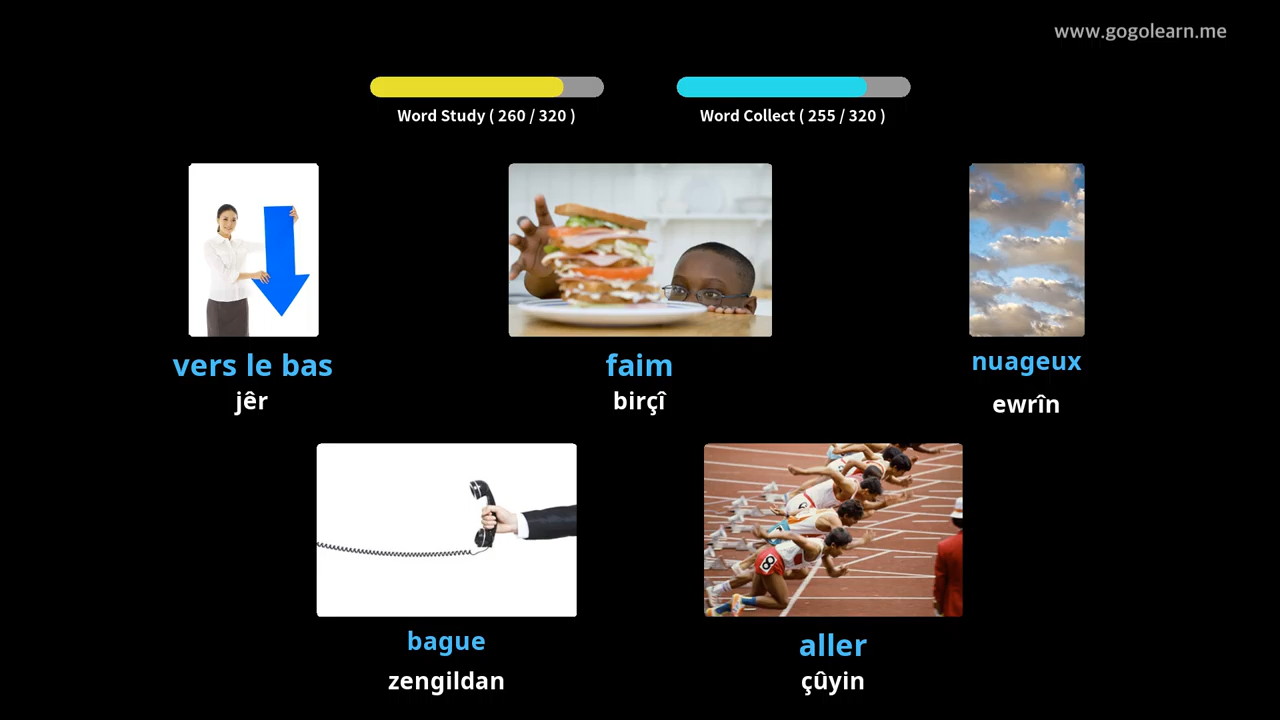 www.gogolearn.me
Word Study ( 260 / 320 )
Word Collect ( 255 / 320 )
vers le bas
jêr
faim
birçî
nuageux
ewrîn
bague
zengildan
aller
çûyin